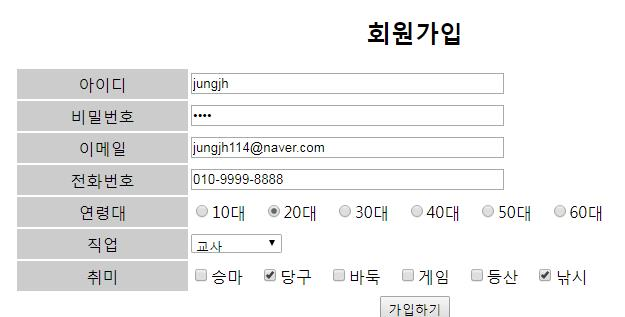 회원가입
아이디 jungjh
비밀번호 ••••
이메일 jungjh114@naver.com
전화번호 010-9999-8888
연령대 10대 20대 30대 40대 50대 60대
직업 교사
취미 승마 당구 바둑 게임 등산 낚시
가입하기